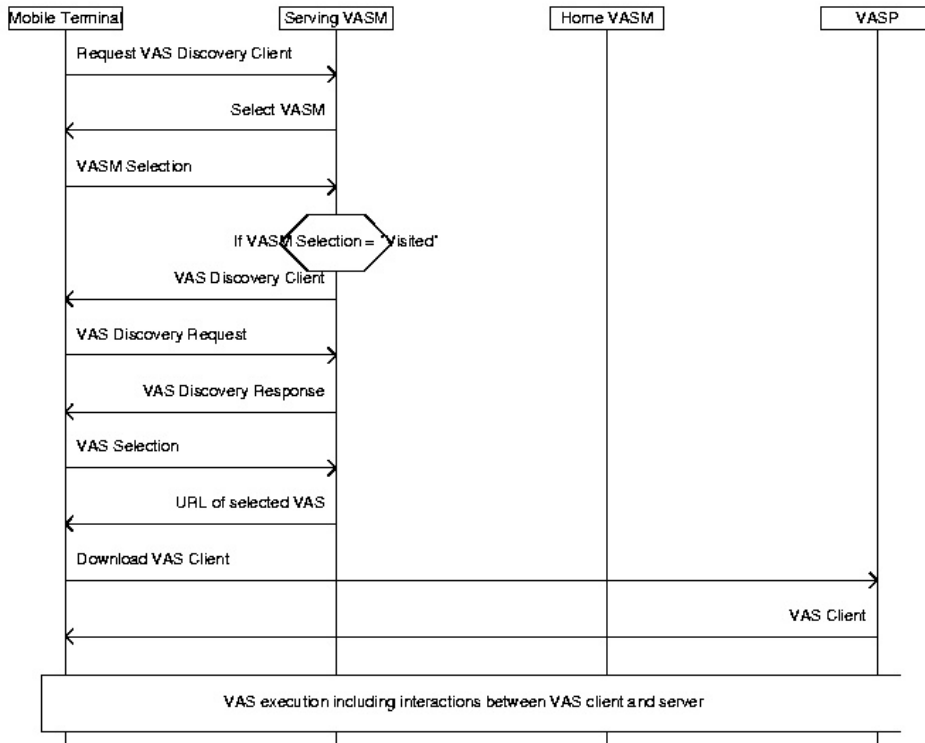 Mobile Terminal Serving VASM Home VASM VASP
Request VAS Discovery Client
Select VASM
VASM Selection
If VASM Selection = "Visited"
VAS Discovery Client
VAS Discovery Request
VAS Discovery Response
VAS Selection
URL of selected VAS
Download VAS Client
VAS Client
VAS execution including interactions between VAS client and server